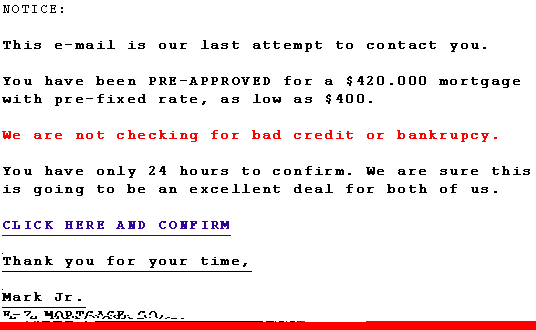 NOTICE:
This e-mail is our last attempt to contact you.
You have been PRE-APPROVED for a $420.000 mortgage
with pre-fixed rate, as low as $400.
We are not checking for bad credit or bankrupcy.
You have only 24 hours to confirm. We are sure this
is going to be an excellent deal for both of us.
CLICK HERE AND CONFIRM
Thank you for your time,
Mark Jr.
E-Z MORTGAGE CO.